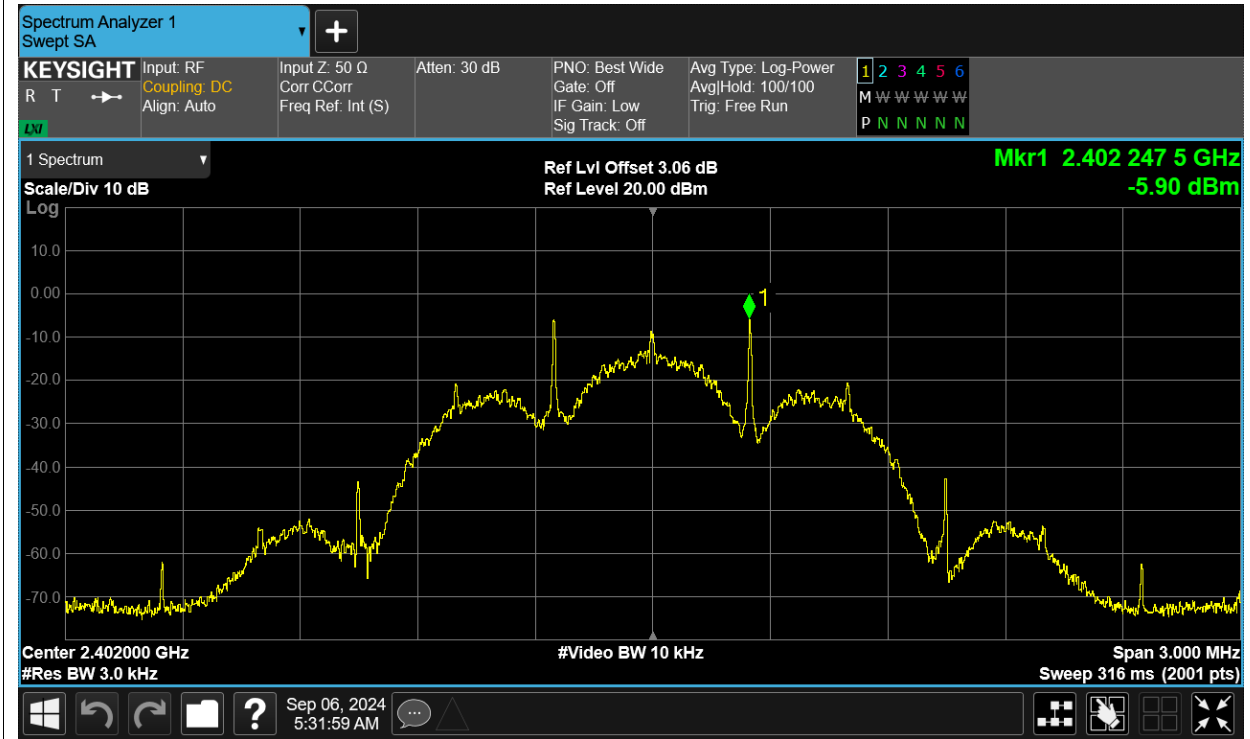 Spectrum Analyzer 1
Swept SA
KEYSIGHT
R T
LXI
Input: RF
Coupling: DC
Align: Auto
Input Z: 50 Ω
Corr CCorr
Freq Ref: Int (S)
Atten: 30 dB
PNO: Best Wide
Gate: Off
IF Gain: Low
Sig Track: Off
Avg Type: Log-Power
Avg|Hold: 100/100
Trig: Free Run
1 2 3 4 5 6
M W W W W W
P N N N N N
1 Spectrum
Scale/Div 10 dB
Log
Ref Lvl Offset 3.06 dB
Ref Level 20.00 dBm
Mkr1 2.402 247 5 GHz
-5.90 dBm
10.0
0.00
-10.0
-20.0
-30.0
-40.0
-50.0
-60.0
-70.0
1
Center 2.402000 GHz
#Res BW 3.0 kHz
#Video BW 10 kHz
Span 3.000 MHz
Sweep 316 ms (2001 pts)
?
Sep 06, 2024
5:31:59 AM